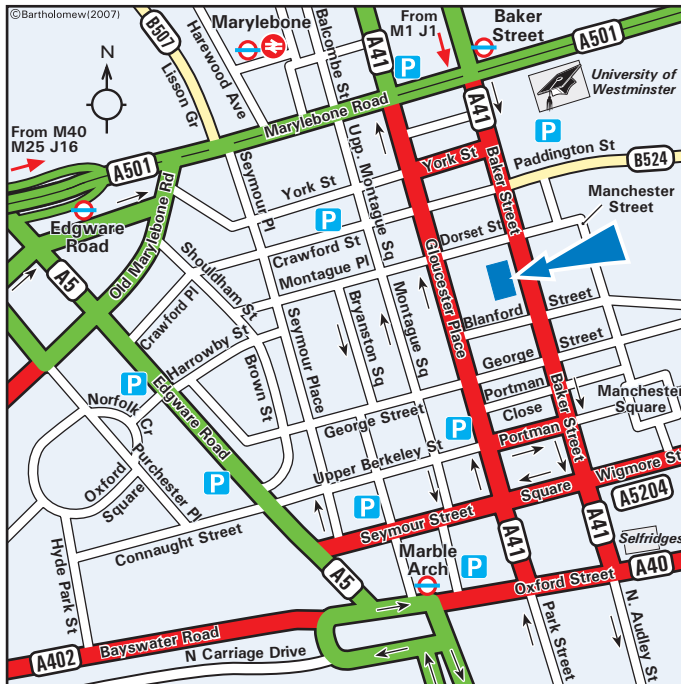 ©Bartholomew(2007)
Marylebone
From
M1 J1
Baker
Street
A501
B507
Harewood Ave
Balcombe St
A41
P
University of
Westminster
N
Lisson Gr
A41
P
Marylebone Road
From M40
M25 J16
A501
Upp. Montague Sq
York St
Paddington St
B524
Edgware
Road
Old Marylebone Rd
Seymour Pl
York St
P
Baker Street
Manchester
Street
Crawford St
Dorset St
Montague Pl
Gloucester Place
A5
Shouldham St
Crawford Pl
Bryanston Sq
Montague Sq
Blanford Street
Harrowby St
Seymour Place
George Street
P
Brown St
Edgware Road
Portman
Close
Baker Street
Manchester
Square
Norfolk Cr
George Street
P
Portman
Upper Berkeley St
Oxford
Square
Purchester Pl
P
Square
Wigmore St
A5204
P
Seymour Street
Connaught Street
Hyde Park St
A41
A41
Selfridges
Marble
Arch
P
A5
Oxford Street
A40
Bayswater Road
A402
N Carriage Drive
Park Street
N. Audley St